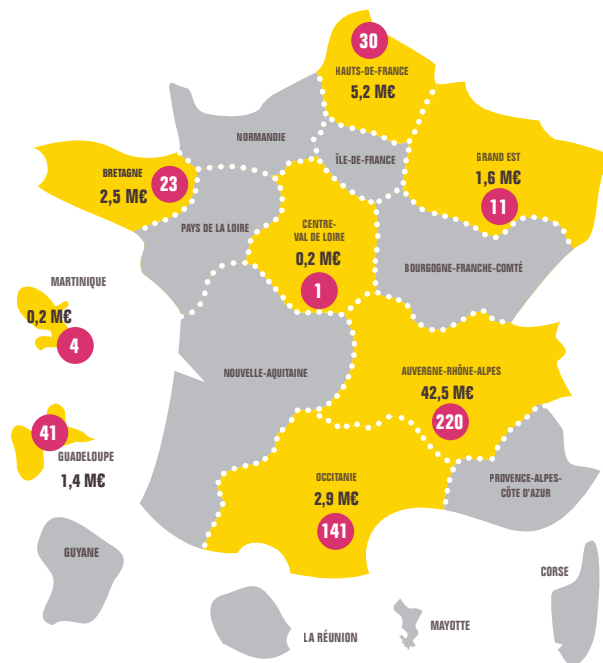 30
HAUTS-DE-FRANCE
5,2 M€
NORMANDIE
ÎLE-DE-FRANCE
GRAND EST
1,6 M€
11
BRETAGNE
23
2,5 M€
PAYS DE LA LOIRE
CENTRE-
VAL DE LOIRE
0,2 M€
1
BOURGOGNE-FRANCHE-COMTÉ
MARTINIQUE
0,2 M€
4
NOUVELLE-AQUITAINE
AUVERGNE-RHÔNE-ALPES
42,5 M€
220
41
GUADELOUPE
1,4 M€
OCCITANIE
2,9 M€
141
PROVENCE-ALPES-
CÔTE D'AZUR
GUYANE
CORSE
LA RÉUNION
MAYOTTE